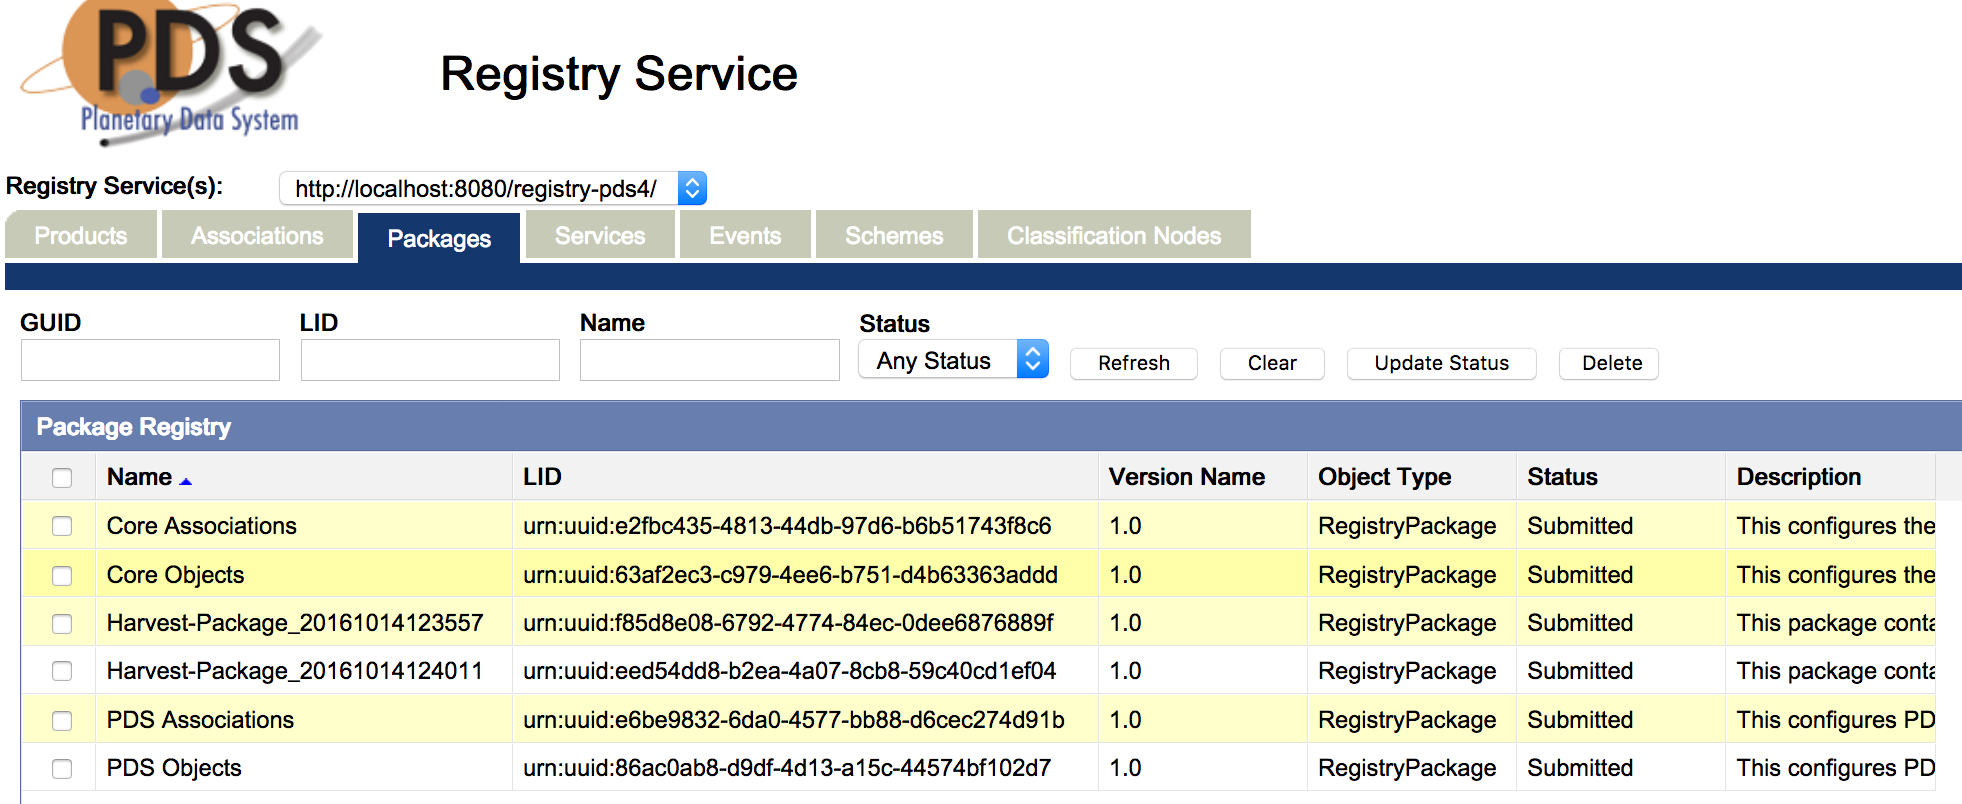 PDS
Planetary Data System
Registry Service
Registry Service(s): http://localhost:8080/registry-pds4/
Products Associations Packages Services Events Schemes Classification Nodes
GUID LID Name Status
Any Status Refresh Clear Update Status Delete
Package Registry
Name LID Version Name Object Type Status Description
Core Associations urn:uuid:e2fbc435-4813-44db-97d6-b6b51743f8c6 1.0 RegistryPackage Submitted This configures the
Core Objects urn:uuid:63af2ec3-c979-4ee6-b751-d4b63363addd 1.0 RegistryPackage Submitted This configures the
Harvest-Package_20161014123557 urn:uuid:f85d8e08-6792-4774-84ec-0dee6876889f 1.0 RegistryPackage Submitted This package conta
Harvest-Package_20161014124011 urn:uuid:eed54dd8-b2ea-4a07-8cb8-59c40cd1ef04 1.0 RegistryPackage Submitted This package conta
PDS Associations urn:uuid:e6be9832-6da0-4577-bb88-d6cec274d91b 1.0 RegistryPackage Submitted This configures PD
PDS Objects urn:uuid:86ac0ab8-d9df-4d13-a15c-44574bf102d7 1.0 RegistryPackage Submitted This configures PD